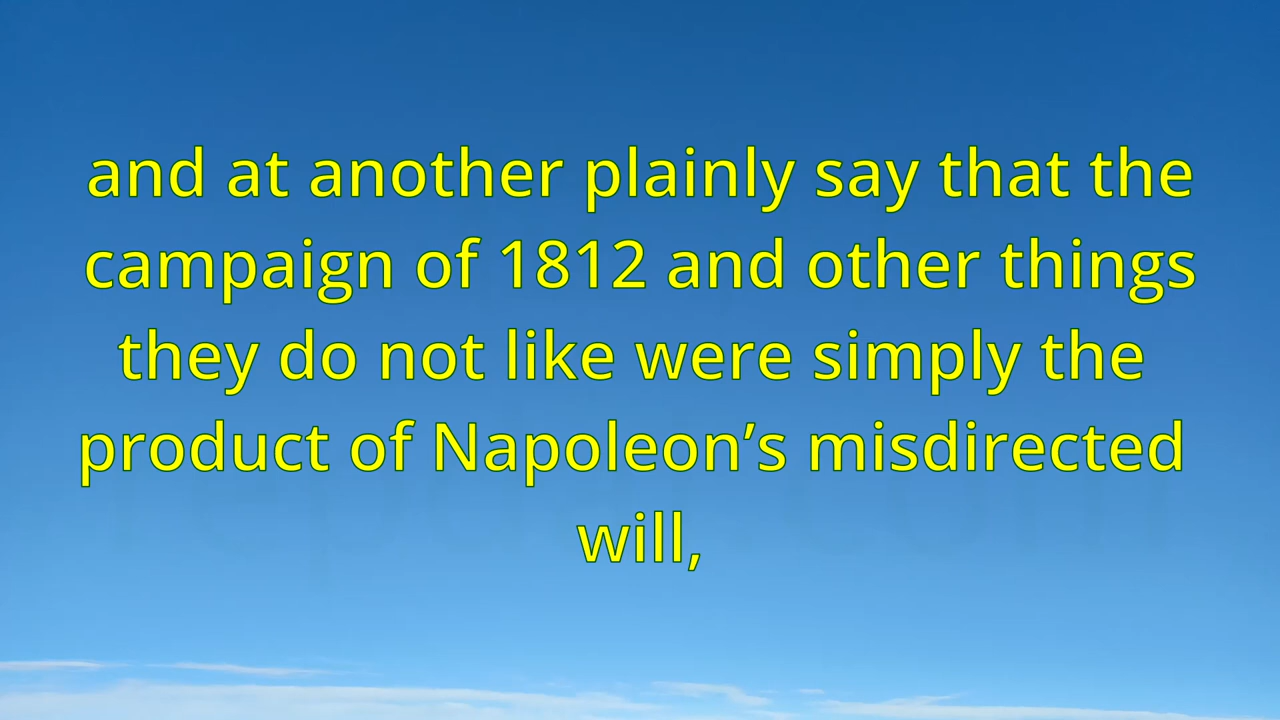 and at another plainly say that the
campaign of 1812 and other things
they do not like were simply the
product of Napoleon’s misdirected
will,